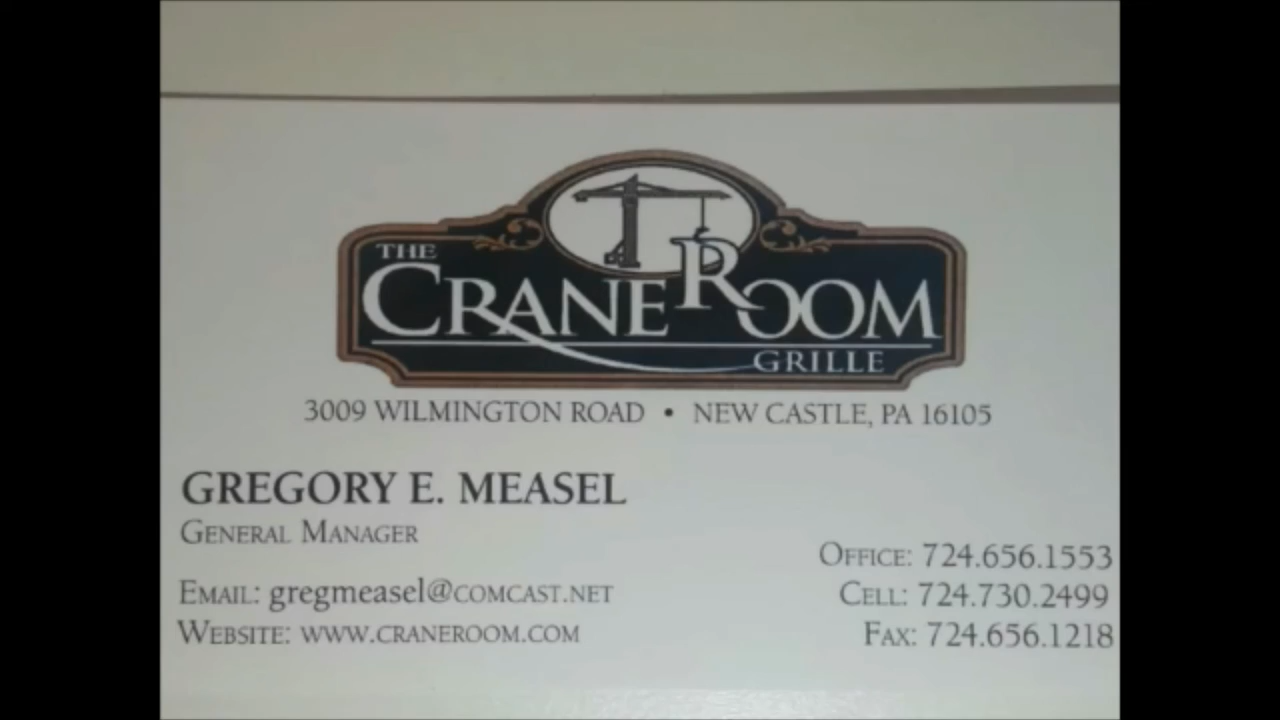 THE
CRANE ROOM
GRILLE
3009 WILMINGTON ROAD • NEW CASTLE, PA 16105
GREGORY E. MEASEL
GENERAL MANAGER
EMAIL: gregmeasel@COMCAST.NET
WEBSITE: WWW.CRANEROOM.COM
OFFICE: 724.656.1553
CELL: 724.730.2499
FAX: 724.656.1218